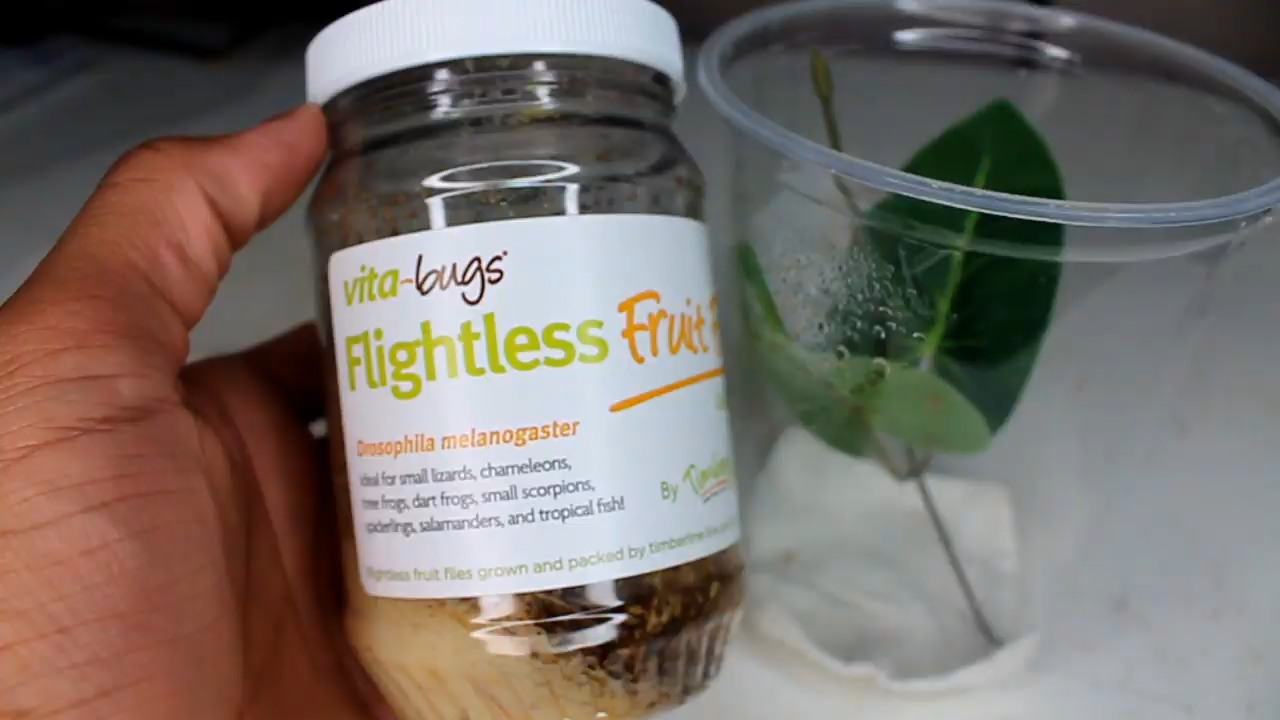 vita-bugs
Flightless Fruit
Drosophila melanogaster
ideal for small lizards, chameleons,
tree frogs, dart frogs, small scorpions,
spiderlings, salamanders, and tropical fish!
By
flightless fruit flies grown and packed by timberline